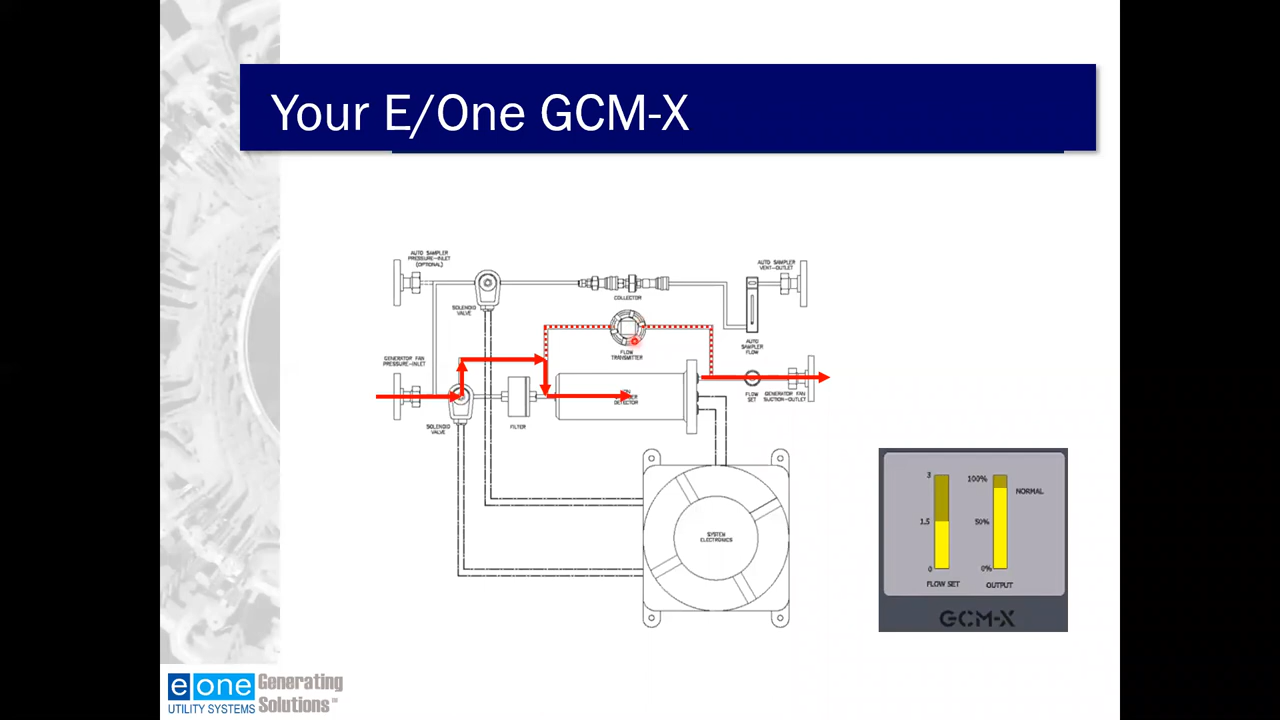 Your E/One GCM-X
AUTO SAMPLER
PRESSURE-INLET
(OPTIONAL)
AUTO SAMPLER
VENT-OUTLET
COLLECTOR
SOLENOID
VALVE
AUTO
SAMPLER
FLOW
FLOW
TRANSMITTER
GENERATOR FAN
PRESSURE-INLET
DETECTOR
FLOW
SET
GENERATOR FAN
SUCTION-OUTLET
SOLENOID
VALVE
FILTER
SYSTEM
ELECTRONICS
3
100%
NORMAL
1.5
50%
0
0%
FLOW SET
OUTPUT
GCM-X
e one Generating
UTILITY SYSTEMS Solutions℠